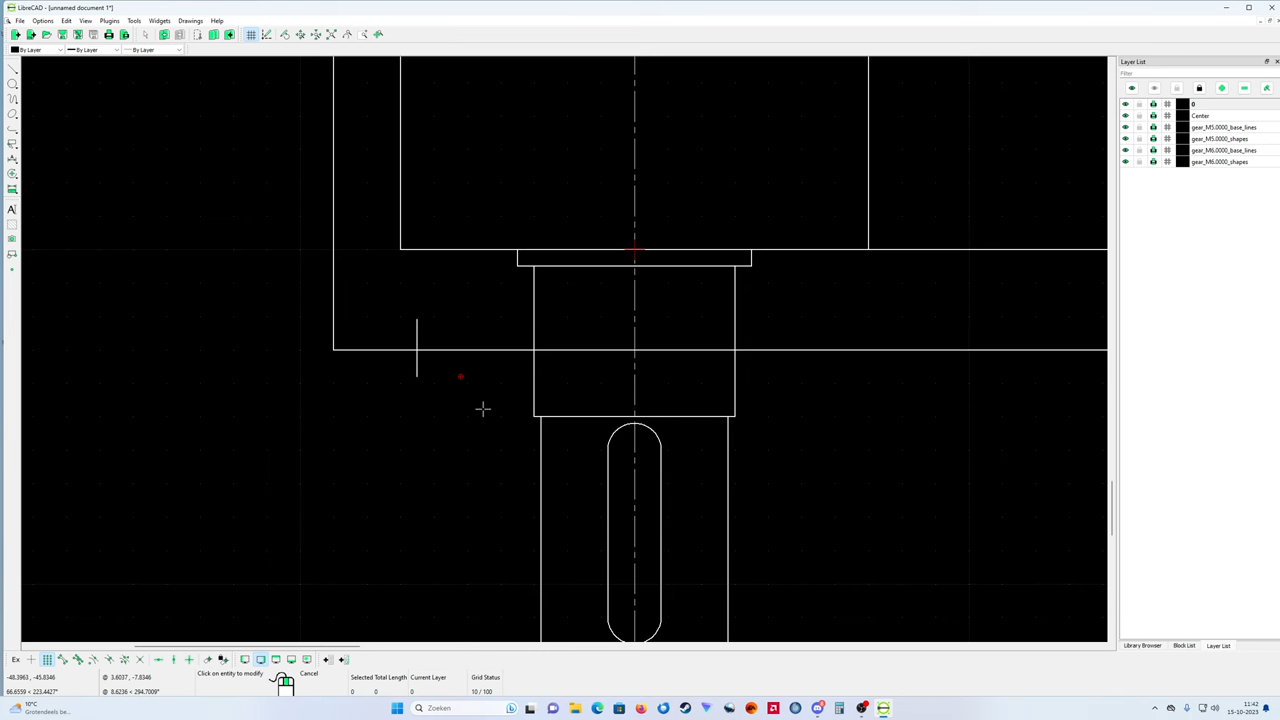 LibreCAD - [unnamed document 1*]
File Options Edit View Plugins Tools Widgets Drawings Help
By Layer By Layer By Layer
Layer List
Filter
0
Center
gear_M5.0000_base_lines
gear_M5.0000_shapes
gear_M6.0000_base_lines
gear_M6.0000_shapes
Library Browser Block List Layer List
Ex
-48.3963 , -45.8346 @ 3.6037 , -7.8346 Click on entity to modify Cancel Selected Total Length Current Layer Grid Status
66.6559 < 223.4427° @ 8.6236 < 294.7009° 0 0 0 10 / 100
10°C
Grotendeels be...
Zoeken
11:42
15-10-2023